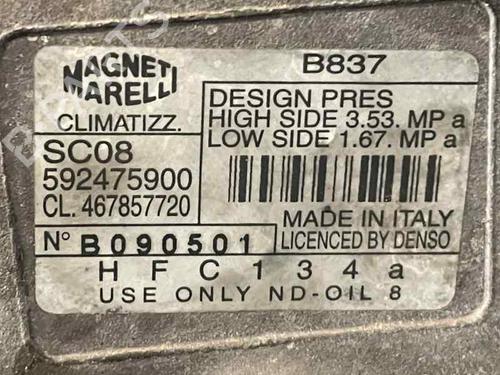 MAGNETI
MARELLI
CLIMATIZZ.
SC08
592475900
CL. 467857720
N° B090501
B837
DESIGN PRES
HIGH SIDE 3.53. MP a
LOW SIDE 1.67. MP a
MADE IN ITALY
LICENCED BY DENSO
HFC134a
USE ONLY ND-OIL 8